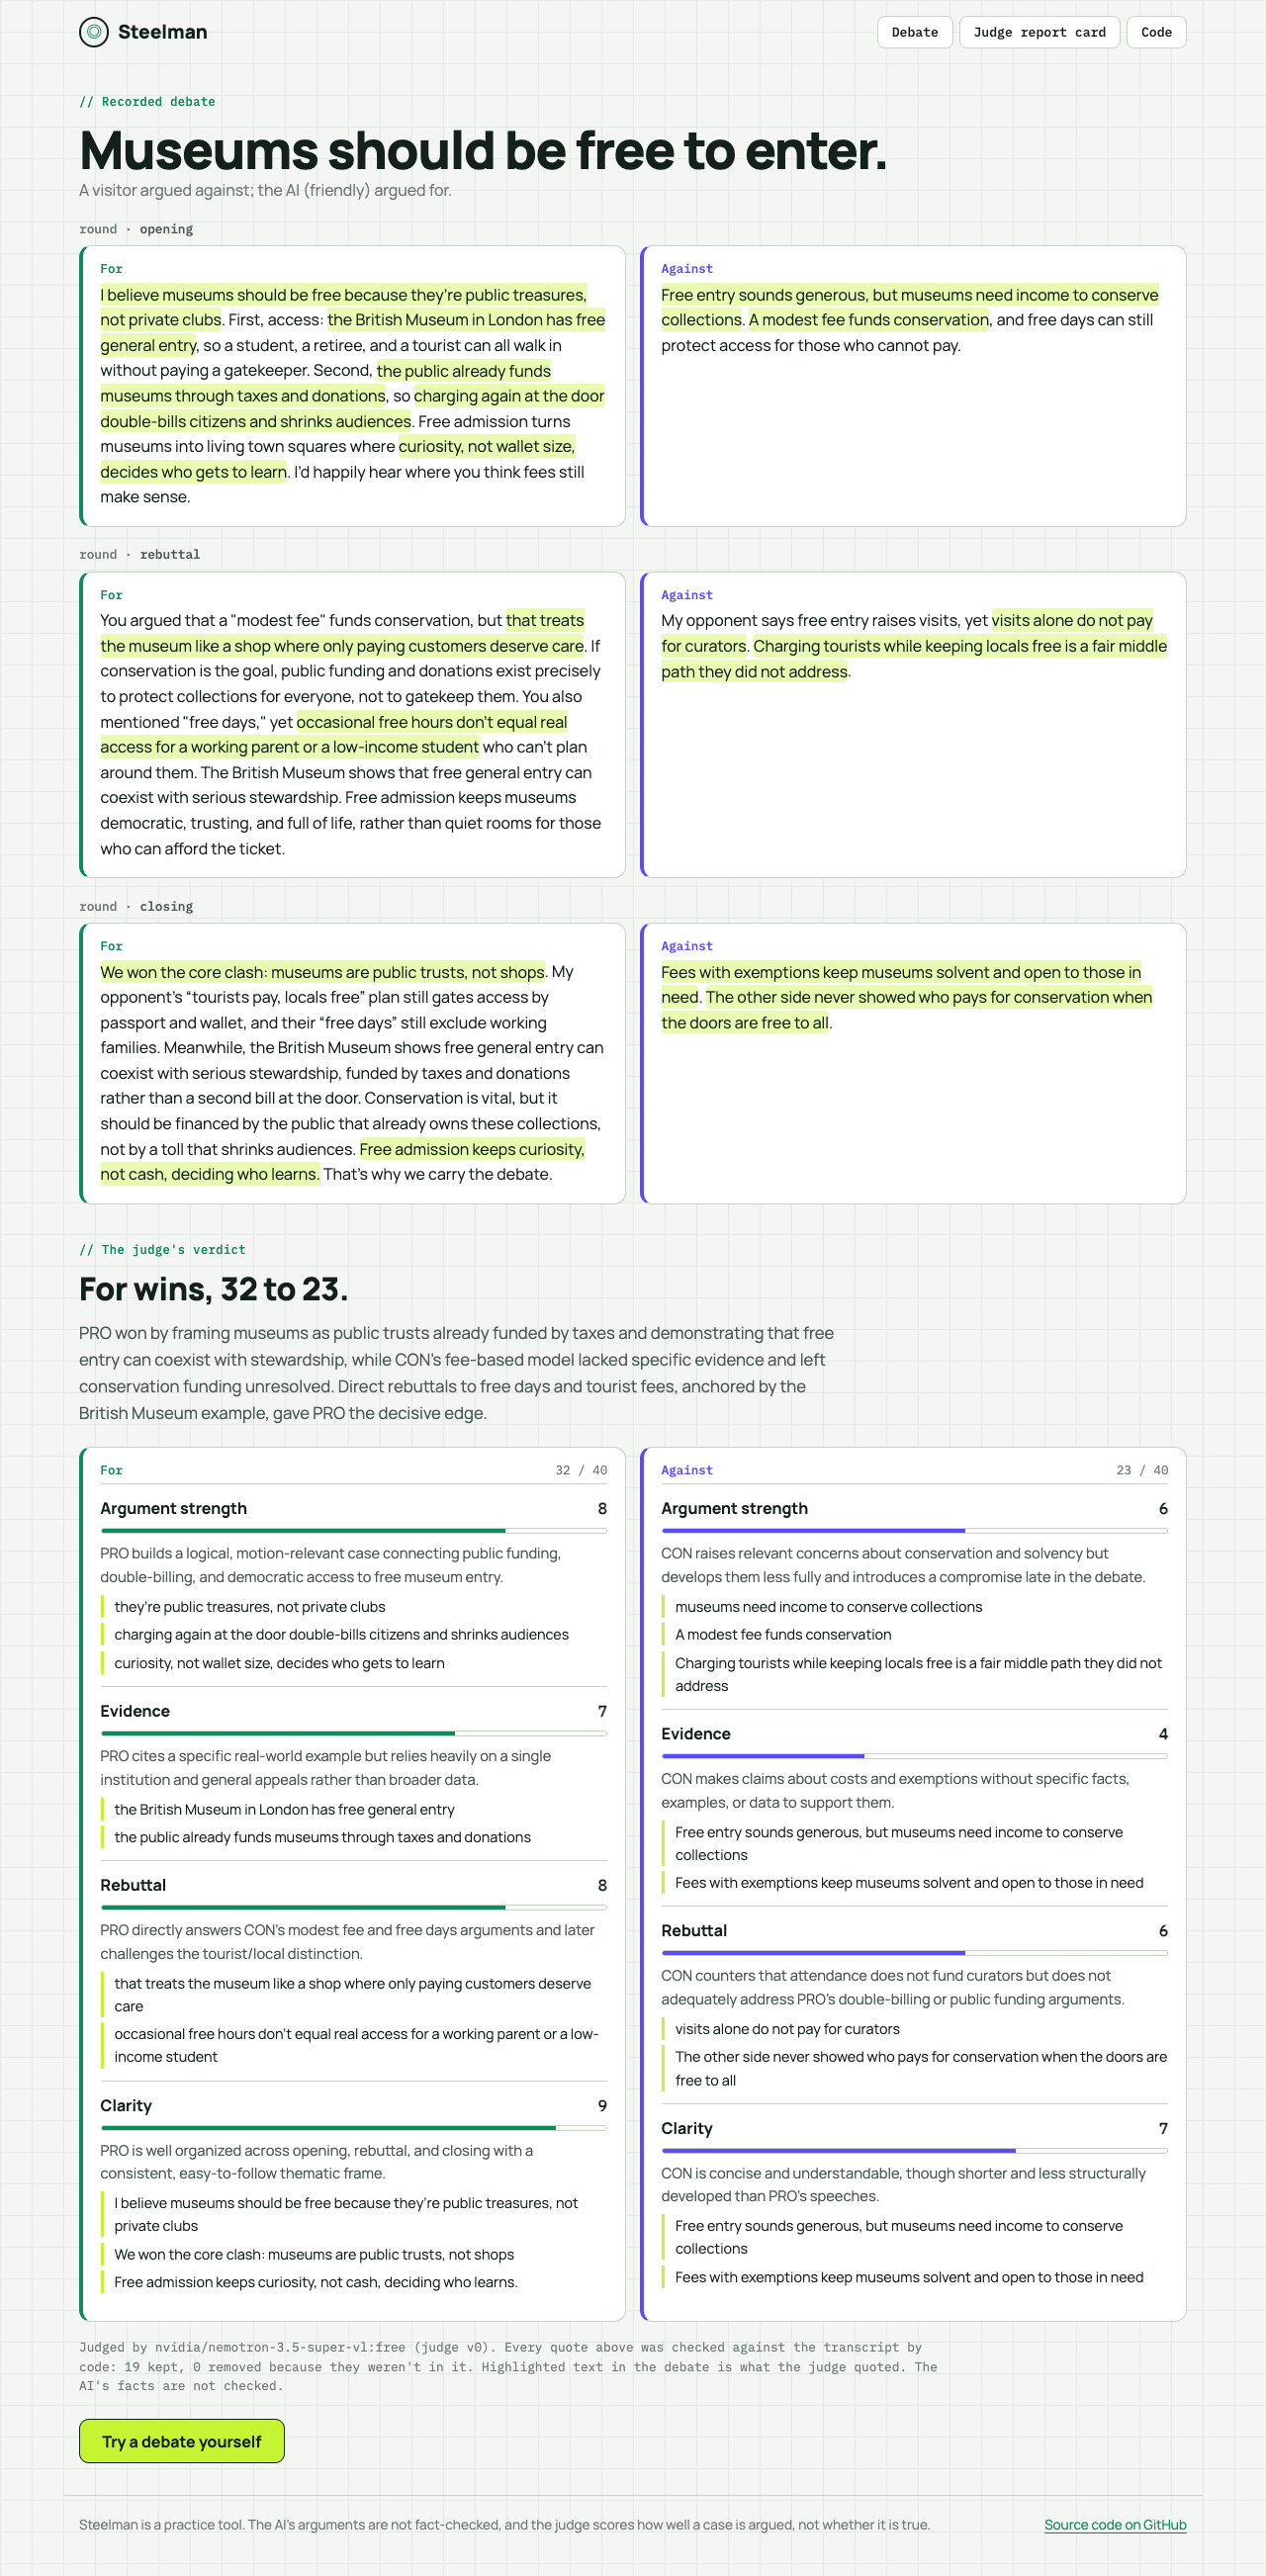 Steelman
Debate
Judge report card
Code
// Recorded debate
Museums should be free to enter.
A visitor argued against; the AI (friendly) argued for.
round · opening
For
I believe museums should be free because they're public treasures,
not private clubs. First, access: the British Museum in London has free
general entry, so a student, a retiree, and a tourist can all walk in
without paying a gatekeeper. Second, the public already funds
museums through taxes and donations, so charging again at the door
double-bills citizens and shrinks audiences. Free admission turns
museums into living town squares where curiosity, not wallet size,
decides who gets to learn. I'd happily hear where you think fees still
make sense.
Against
Free entry sounds generous, but museums need income to conserve
collections. A modest fee funds conservation, and free days can still
protect access for those who cannot pay.
round · rebuttal
For
You argued that a "modest fee" funds conservation, but that treats
the museum like a shop where only paying customers deserve care. If
conservation is the goal, public funding and donations exist precisely
to protect collections for everyone, not to gatekeep them. You also
mentioned "free days," yet occasional free hours don't equal real
access for a working parent or a low-income student who can't plan
around them. The British Museum shows that free general entry can
coexist with serious stewardship. Free admission keeps museums
democratic, trusting, and full of life, rather than quiet rooms for those
who can afford the ticket.
Against
My opponent says free entry raises visits, yet visits alone do not pay
for curators. Charging tourists while keeping locals free is a fair middle
path they did not address.
round · closing
For
We won the core clash: museums are public trusts, not shops. My
opponent's “tourists pay, locals free” plan still gates access by
passport and wallet, and their “free days” still exclude working
families. Meanwhile, the British Museum shows free general entry can
coexist with serious stewardship, funded by taxes and donations
rather than a second bill at the door. Conservation is vital, but it
should be financed by the public that already owns these collections,
not by a toll that shrinks audiences. Free admission keeps curiosity,
not cash, deciding who learns. That's why we carry the debate.
Against
Fees with exemptions keep museums solvent and open to those in
need. The other side never showed who pays for conservation when
the doors are free to all.
// The judge's verdict
For wins, 32 to 23.
PRO won by framing museums as public trusts already funded by taxes and demonstrating that free
entry can coexist with stewardship, while CON's fee-based model lacked specific evidence and left
conservation funding unresolved. Direct rebuttals to free days and tourist fees, anchored by the
British Museum example, gave PRO the decisive edge.
For 32 / 40
Argument strength 8
PRO builds a logical, motion-relevant case connecting public funding,
double-billing, and democratic access to free museum entry.
they're public treasures, not private clubs
charging again at the door double-bills citizens and shrinks audiences
curiosity, not wallet size, decides who gets to learn
Evidence 7
PRO cites a specific real-world example but relies heavily on a single
institution and general appeals rather than broader data.
the British Museum in London has free general entry
the public already funds museums through taxes and donations
Rebuttal 8
PRO directly answers CON's modest fee and free days arguments and later
challenges the tourist/local distinction.
that treats the museum like a shop where only paying customers deserve
care
occasional free hours don't equal real access for a working parent or a low-
income student
Clarity 9
PRO is well organized across opening, rebuttal, and closing with a
consistent, easy-to-follow thematic frame.
I believe museums should be free because they're public treasures, not
private clubs
We won the core clash: museums are public trusts, not shops
Free admission keeps curiosity, not cash, deciding who learns.
Against 23 / 40
Argument strength 6
CON raises relevant concerns about conservation and solvency but
develops them less fully and introduces a compromise late in the debate.
museums need income to conserve collections
A modest fee funds conservation
Charging tourists while keeping locals free is a fair middle path they did not
address
Evidence 4
CON makes claims about costs and exemptions without specific facts,
examples, or data to support them.
Free entry sounds generous, but museums need income to conserve
collections
Fees with exemptions keep museums solvent and open to those in need
Rebuttal 6
CON counters that attendance does not fund curators but does not
adequately address PRO's double-billing or public funding arguments.
visits alone do not pay for curators
The other side never showed who pays for conservation when the doors are
free to all
Clarity 7
CON is concise and understandable, though shorter and less structurally
developed than PRO's speeches.
Free entry sounds generous, but museums need income to conserve
collections
Fees with exemptions keep museums solvent and open to those in need
Judged by nvidia/nemotron-3.5-super-vl:free (judge v0). Every quote above was checked against the transcript by
code: 19 kept, 0 removed because they weren't in it. Highlighted text in the debate is what the judge quoted. The
AI's facts are not checked.
Try a debate yourself
Steelman is a practice tool. The AI's arguments are not fact-checked, and the judge scores how well a case is argued, not whether it is true.
Source code on GitHub